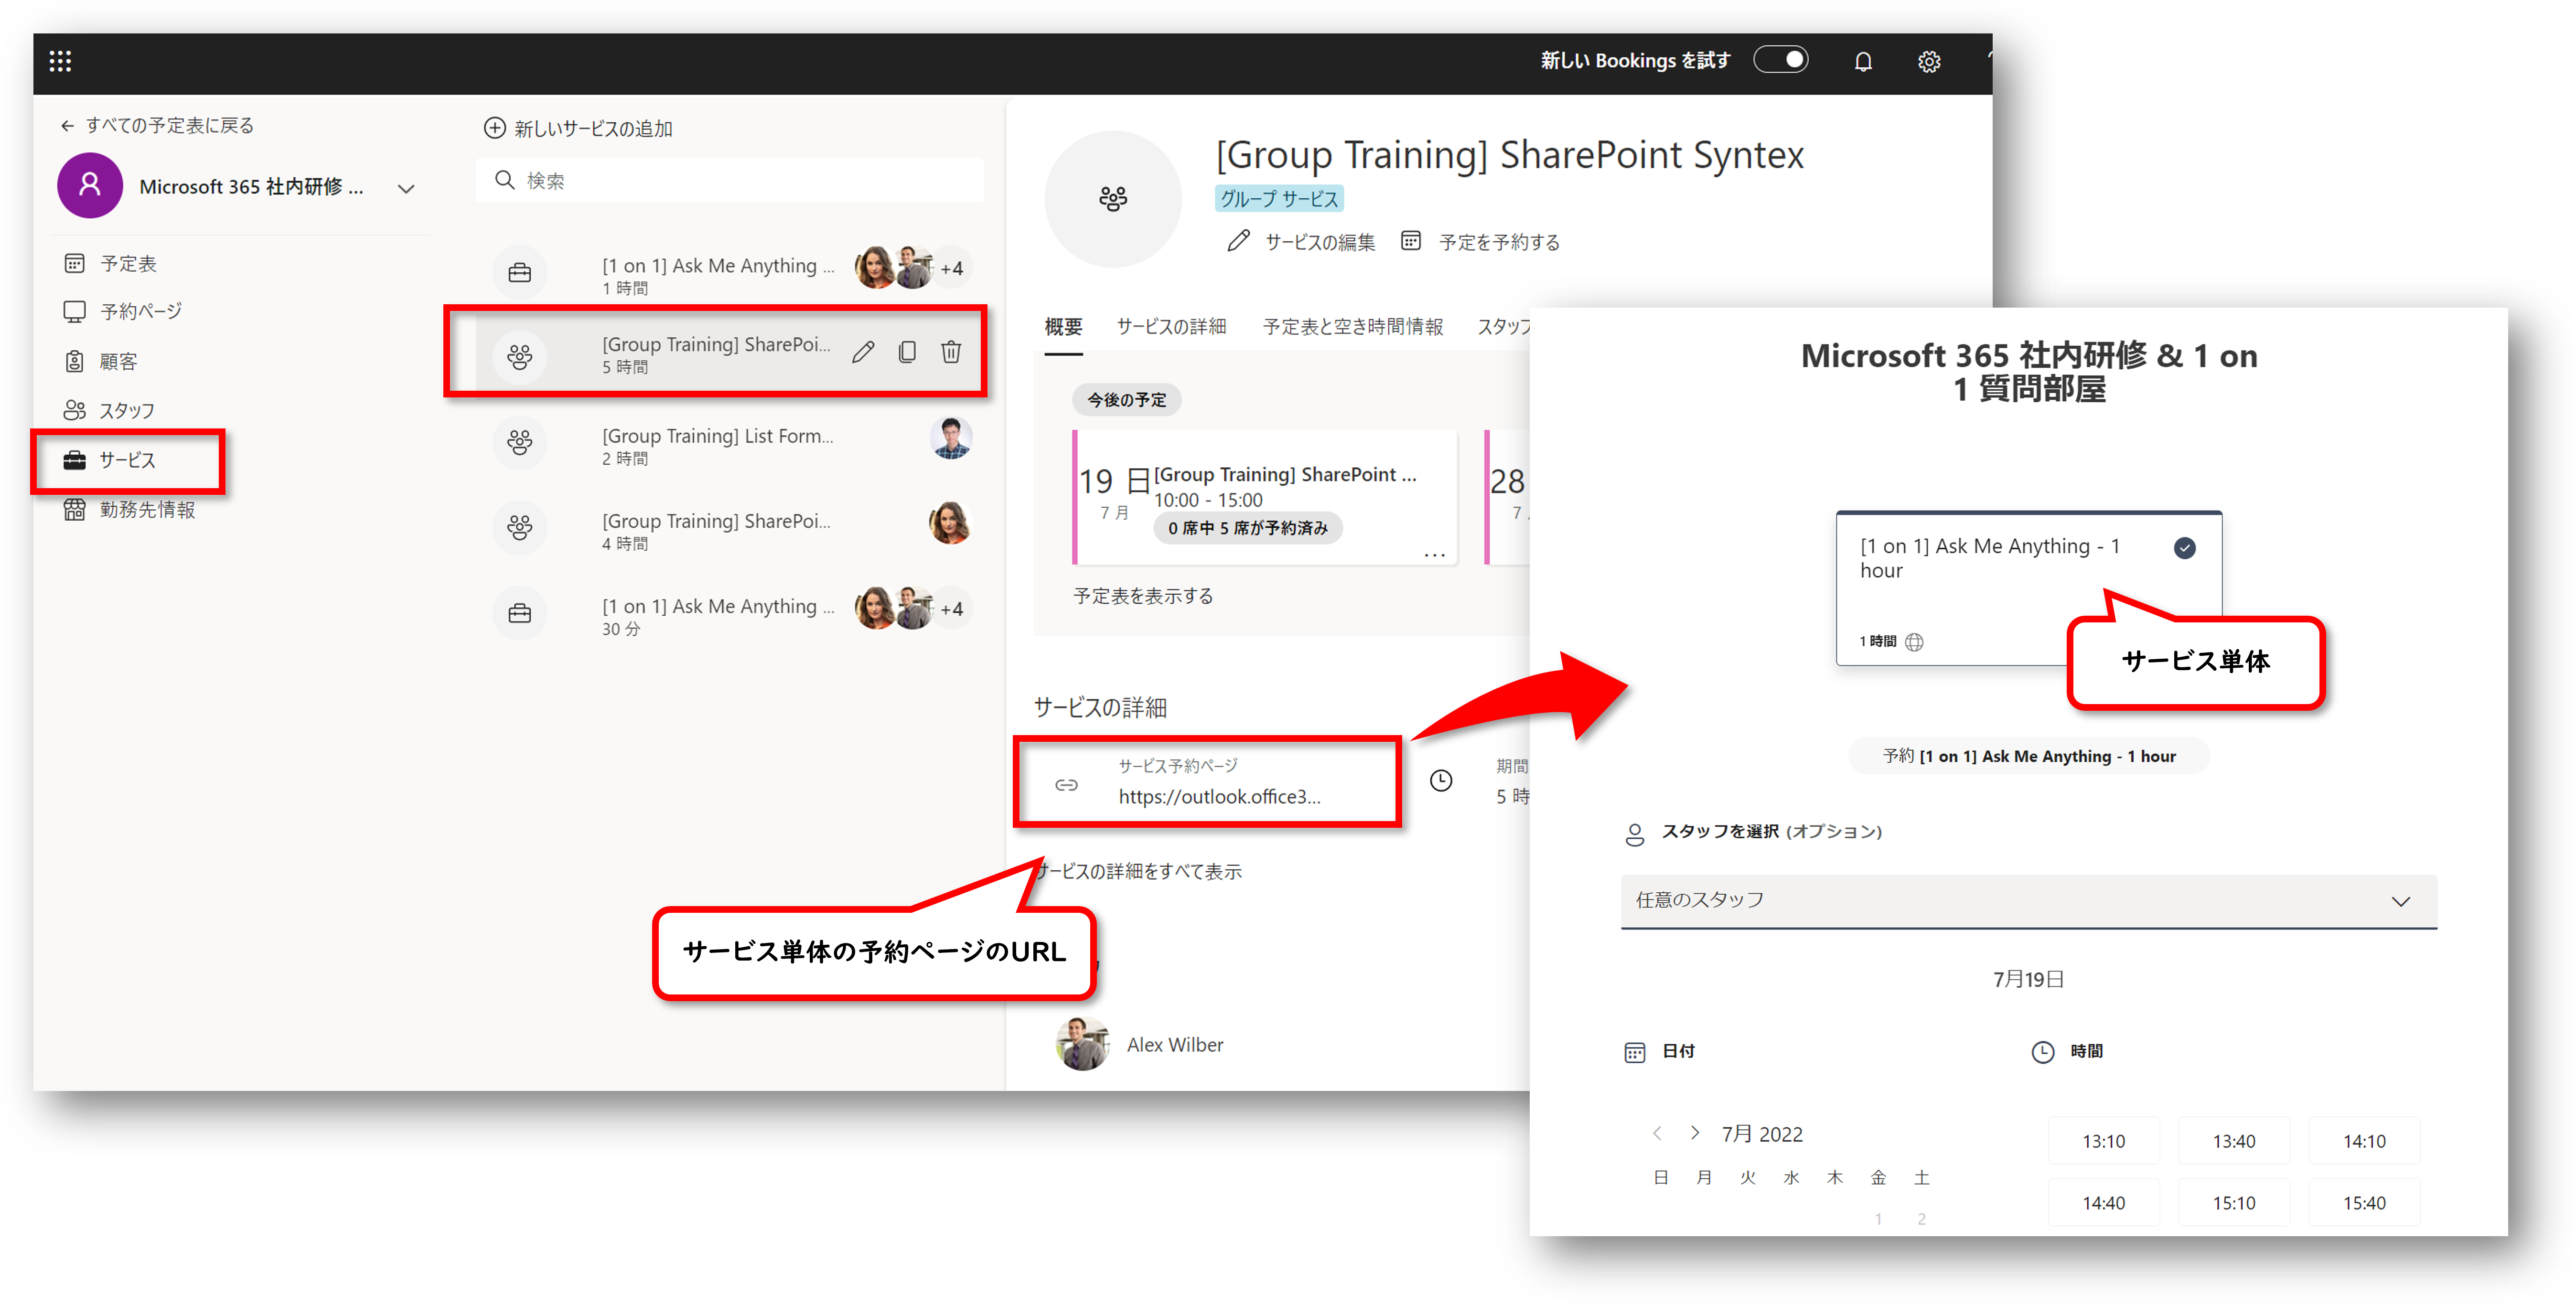 新しい Bookings を試す
すべての予定表に戻る
Microsoft 365 社内研修 ...
予定表
予約ページ
顧客
スタッフ
サービス
勤務先情報
新しいサービスの追加
検索
[1 on 1] Ask Me Anything ...
1 時間
+4
[Group Training] SharePoi...
5 時間
[Group Training] List Form...
2 時間
[Group Training] SharePoi...
4 時間
[1 on 1] Ask Me Anything ...
30 分
+4
[Group Training] SharePoint Syntex
グループ サービス
サービスの編集
予定を予約する
概要 サービスの詳細 予定表と空き時間情報 スタッフ
今後の予定
19 日
7 月
[Group Training] SharePoint ...
10:00 - 15:00
0 席中 5 席が予約済み
...
28
7
予定表を表示する
サービスの詳細
サービス予約ページ
https://outlook.office3...
期間
5 時
サービスの詳細をすべて表示
サービス単体の予約ページのURL
Alex Wilber
Microsoft 365 社内研修 & 1 on
1 質問部屋
[1 on 1] Ask Me Anything - 1
hour
1 時間
サービス単体
予約 [1 on 1] Ask Me Anything - 1 hour
スタッフを選択 (オプション)
任意のスタッフ
7月19日
日付
時間
7月 2022
日 月 火 水 木 金 土
1 2
13:10 13:40 14:10
14:40 15:10 15:40